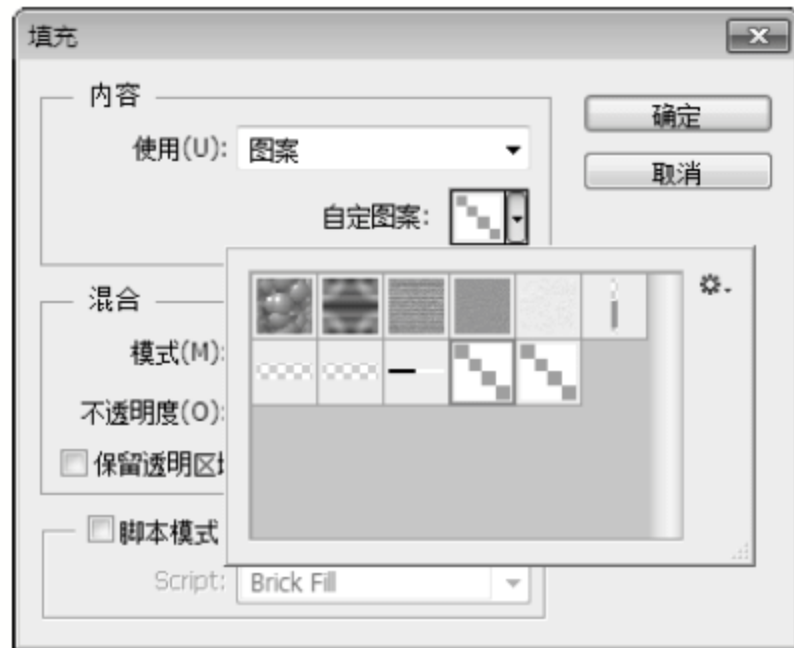 填充
内容
使用(U): 图案
确定
取消
自定图案:
混合
模式(M):
不透明度(O):
保留透明区
脚本模式
Script: Brick Fill